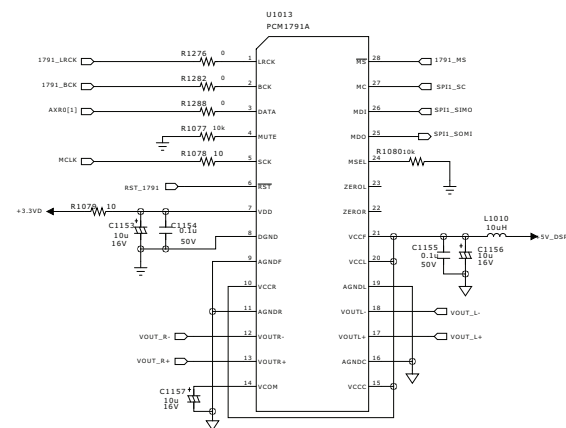 U1013
PCM1791A
1791_LRCK R1276 0 1 LRCK MS 28 1791_MS
1791_BCK R1282 0 2 BCK MC 27 SPI1_SC
AXR0[1] R1288 0 3 DATA MDI 26 SPI1_SIMO
R1077 10k 4 MUTE MDO 25 SPI1_SOMI
MCLK R1078 10 5 SCK MSEL 24 R1080 10k
RST_1791 6 RST ZEROL 23
+3.3VD R1079 10 7 VDD ZEROR 22
C1153 10u 16V C1154 0.1u 50V
8 DGND VCCF 21 L1010 10uH +5V_DSP
9 AGNDF VCCL 20 C1155 0.1u 50V C1156 10u 16V
10 VCCR AGNDL 19
11 AGNDR VOUTL- 18 VOUT_L-
VOUT_R- 12 VOUTR- VOUTL+ 17 VOUT_L+
VOUT_R+ 13 VOUTR+ AGNDC 16
14 VCOM VCCC 15
C1157 10u 16V